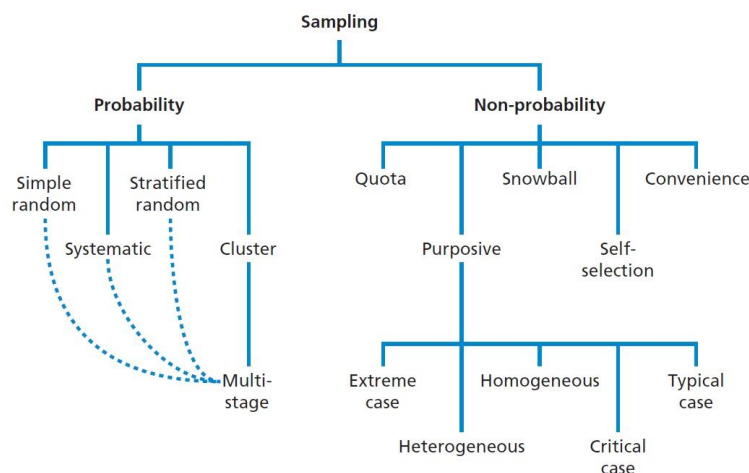 Sampling
Probability
Non-probability
Simple
random
Stratified
random
Quota
Snowball
Convenience
Systematic
Cluster
Purposive
Self-
selection
Multi-
stage
Extreme
case
Homogeneous
Typical
case
Heterogeneous
Critical
case